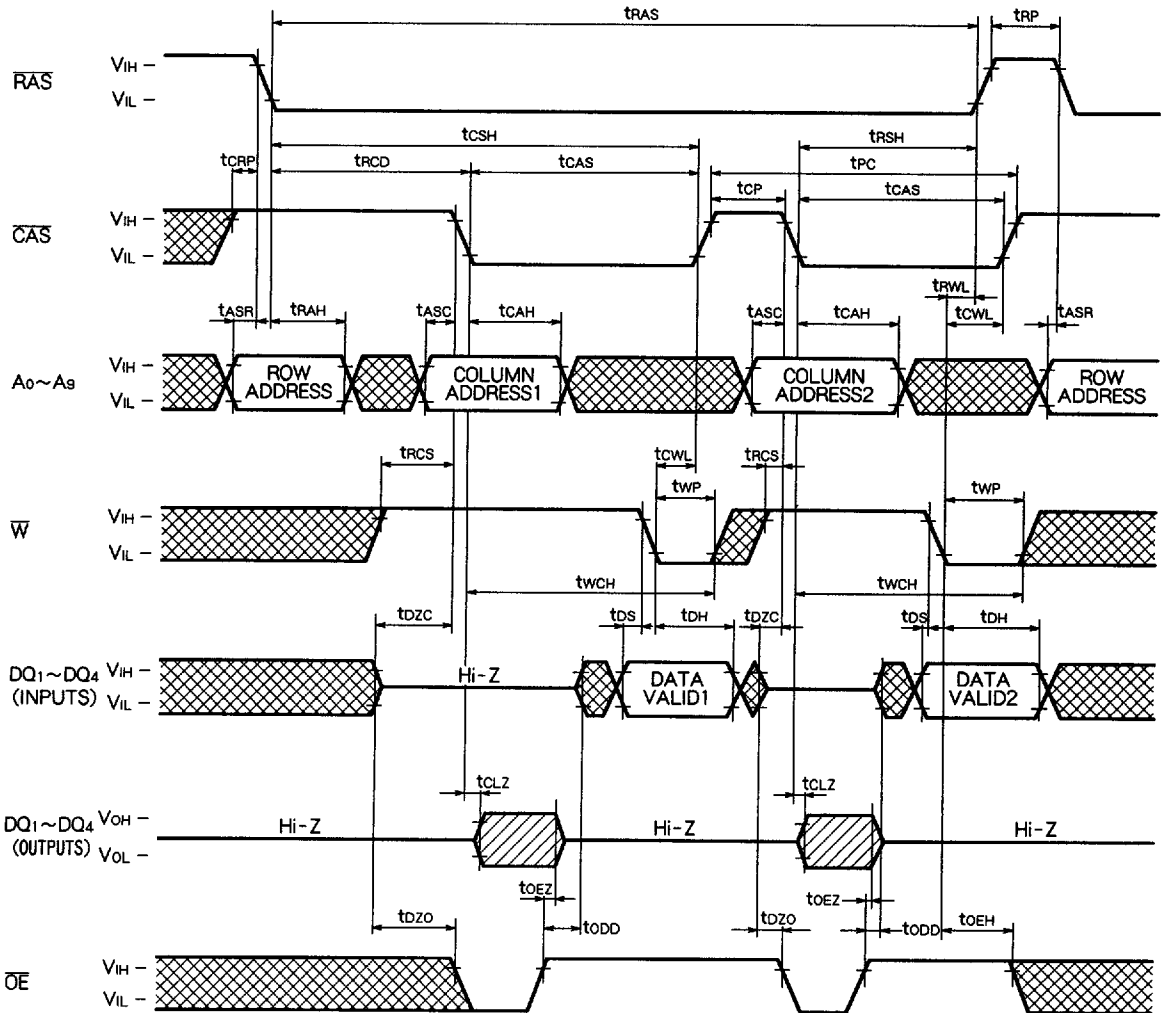 tRAS tRP
RAS VIH –
VIL –
tCSH tRSH
tCRP tRCD tCAS tPC
tCP tCAS
CAS VIH –
VIL –
tRWL
tASR tRAH tASC tCAH tASC tCAH tCWL tASR
A0~A9 VIH –
VIL –
ROW ADDRESS
COLUMN ADDRESS1
COLUMN ADDRESS2
ROW ADDRESS
tRCS tCWL tRCS
tWP tWP
W VIH –
VIL –
tWCH tWCH
tDZC tDS tDH tDZC tDS tDH
DQ1~DQ4 (INPUTS) VIH –
VIL –
Hi-Z
DATA VALID1
DATA VALID2
tCLZ tCLZ
DQ1~DQ4 (OUTPUTS) VOH –
VOL –
Hi-Z Hi-Z Hi-Z
tOEZ tOEZ
tDZO tODD tDZO tODD tOEH
OE VIH –
VIL –